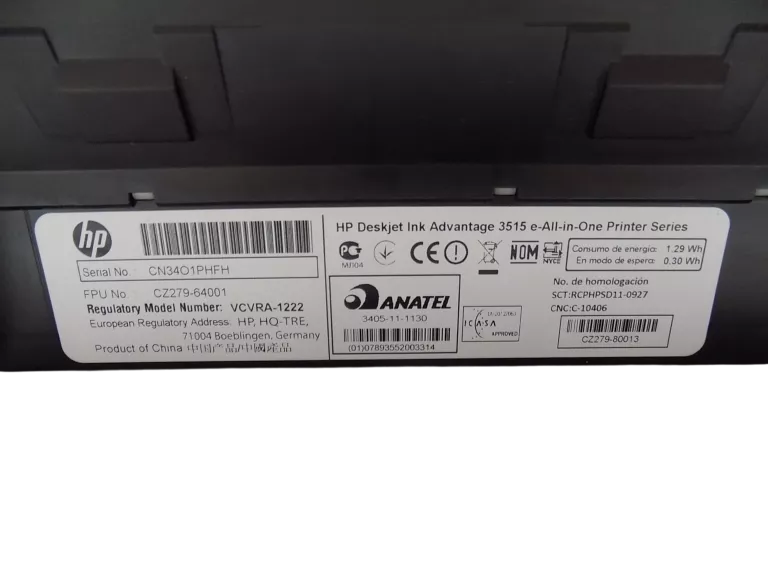 hp
Serial No.: CN34O1PHFH
FPU No. CZ279-64001
Regulatory Model Number: VCVRA-1222
European Regulatory Address: HP, HQ-TRE,
71004 Boeblingen, Germany
Product of China
HP Deskjet Ink Advantage 3515 e-All-in-One Printer Series
МЛ04
NOM
NYCE
Consumo de energia: 1.29 Wh
En modo de espera: 0.30 Wh
ANATEL
3405-11-1130
(01)07893552003314
ICASA
APPROVED
No. de homologación
SCT:RCPHPSD11-0927
CNC:C-10406
CZ279-80013